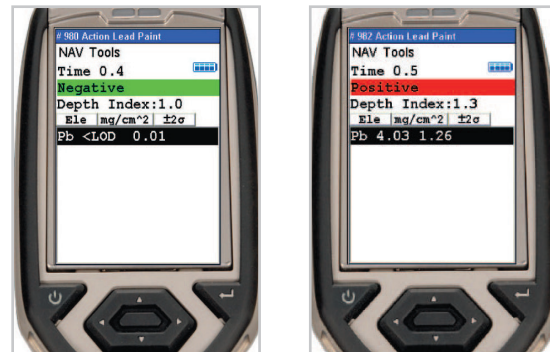 # 980 Action Lead Paint
NAV Tools
Time 0.4
Negative
Depth Index:1.0
Ele mg/cm^2 ±2σ
Pb <LOD 0.01
# 982 Action Lead Paint
NAV Tools
Time 0.5
Positive
Depth Index:1.3
Ele mg/cm^2 ±2σ
Pb 4.03 1.26